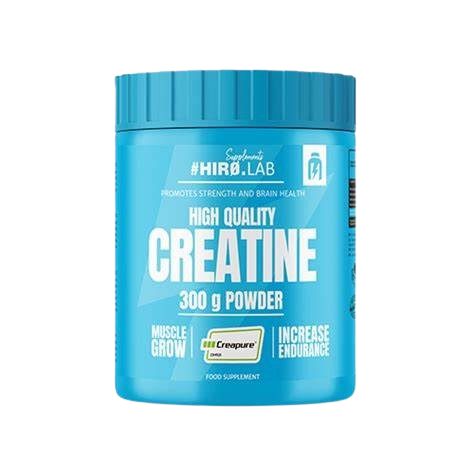 Supplements
#HIRØ.LAB
PROMOTES STRENGTH AND BRAIN HEALTH
HIGH QUALITY
CREATINE
300 g POWDER
MUSCLE
GROW
Creapure®
INCREASE
ENDURANCE
FOOD SUPPLEMENT